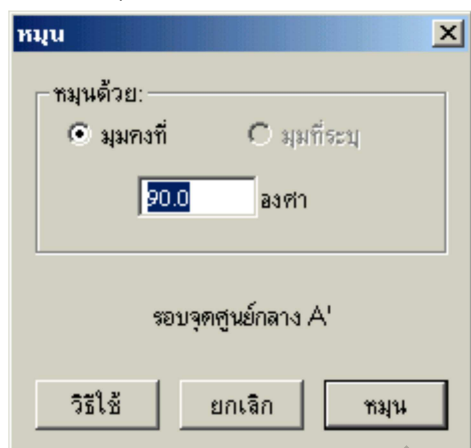 หมุน
หมุนด้วย:
มุมคงที่ มุมที่ระบุ
90.0 องศา
รอบจุดศูนย์กลาง A'
วิธีใช้ ยกเลิก หมุน